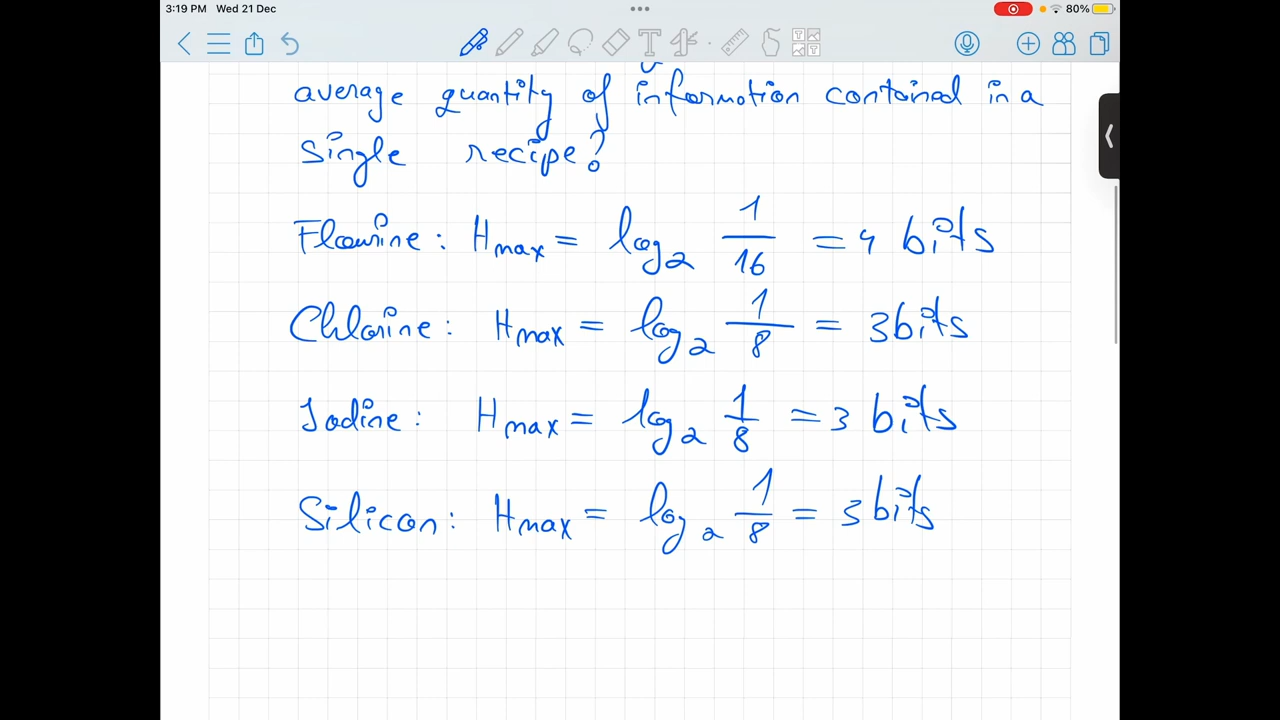 3:19 PM Wed 21 Dec
80%
average quantity of information contained in a
single recipe?
Flourine: Hmax = log2 1/16 = 4 bits
Chlorine: Hmax = log2 1/8 = 3bits
Iodine: Hmax = log2 1/8 = 3 bits
Silicon: Hmax = log2 1/8 = 3bits